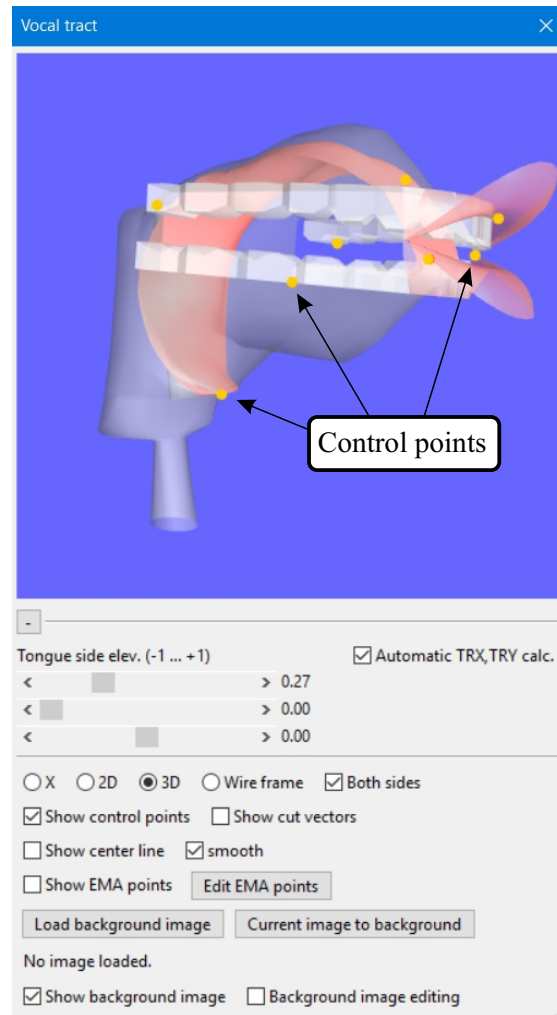 Vocal tract
Control points
-
Tongue side elev. (-1 ... +1)
Automatic TRX,TRY calc.
0.27
0.00
0.00
X 2D 3D Wire frame Both sides
Show control points Show cut vectors
Show center line smooth
Show EMA points Edit EMA points
Load background image Current image to background
No image loaded.
Show background image Background image editing